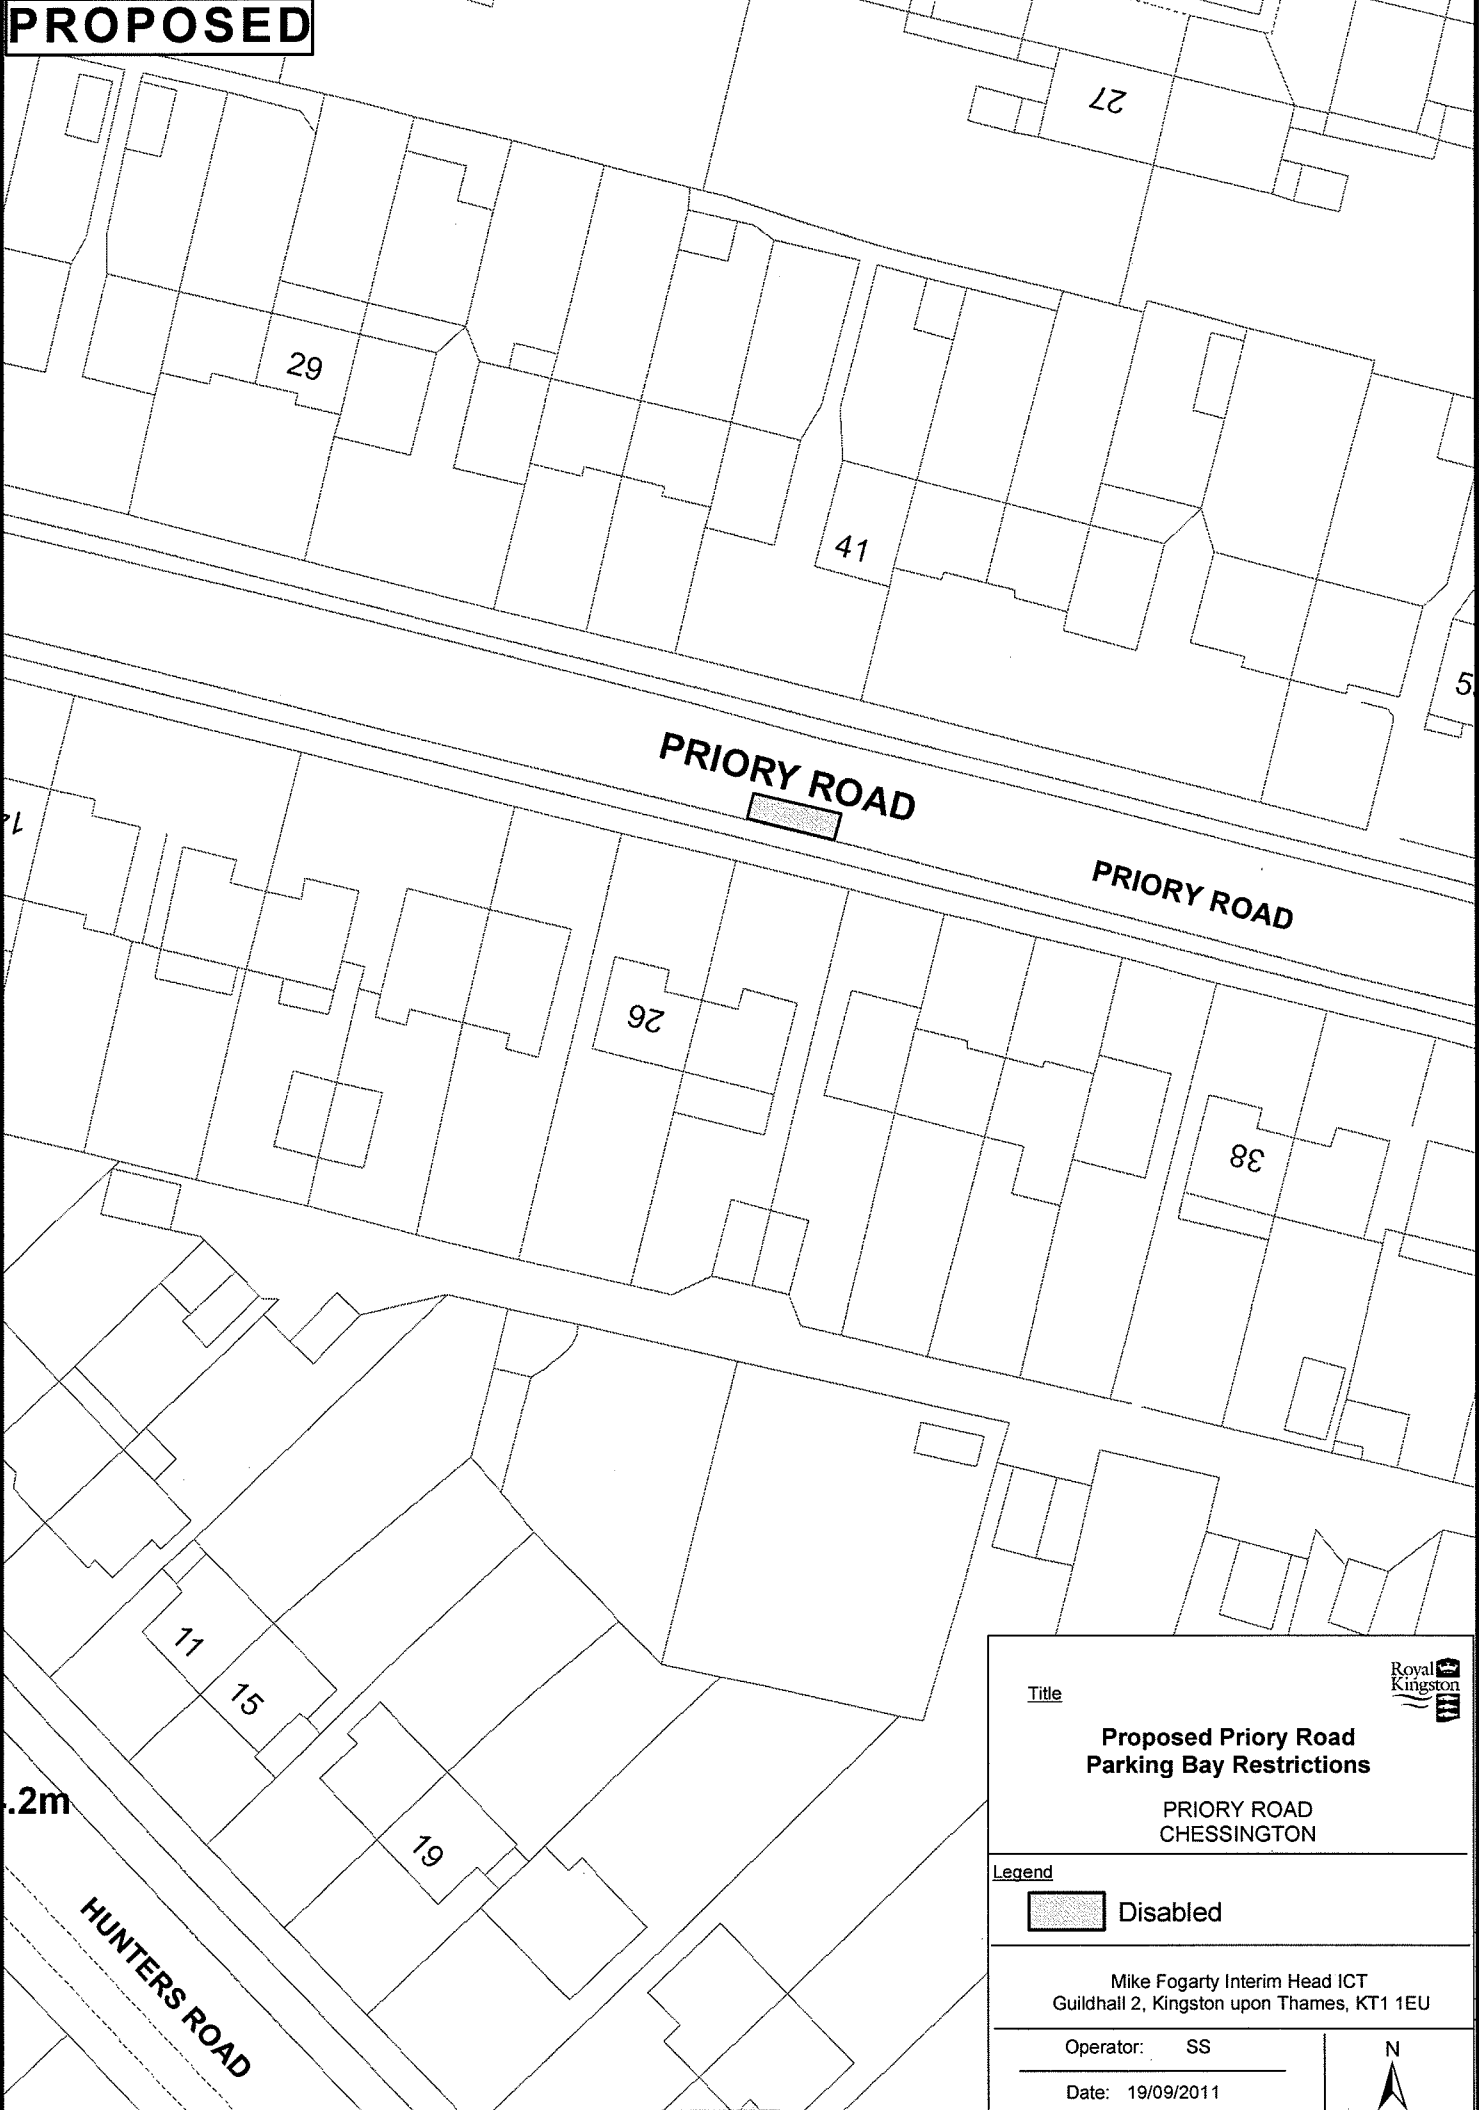 PROPOSED
27
29
41
PRIORY ROAD
PRIORY ROAD
26
38
11
15
19
.2m
HUNTERS ROAD
Royal
Kingston
Title
Proposed Priory Road
Parking Bay Restrictions
PRIORY ROAD
CHESSINGTON
Legend
Disabled
Mike Fogarty Interim Head ICT
Guildhall 2, Kingston upon Thames, KT1 1EU
Operator: SS
N
Date: 19/09/2011